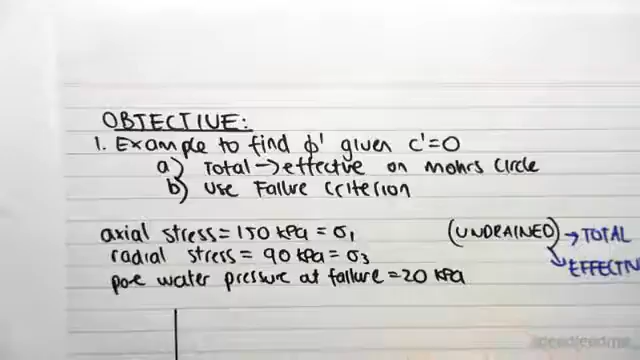 OBJECTIVE:
1. Example to find φ' given c'=0
a) Total→effective on mohrs circle
b) Use Failure Criterion
axial stress = 150 kPa = σ₁ (UNDRAINED) → TOTAL
radial stress = 90 kPa = σ₃ ↘ EFFECTIV
pore water pressure at failure = 20 kPa